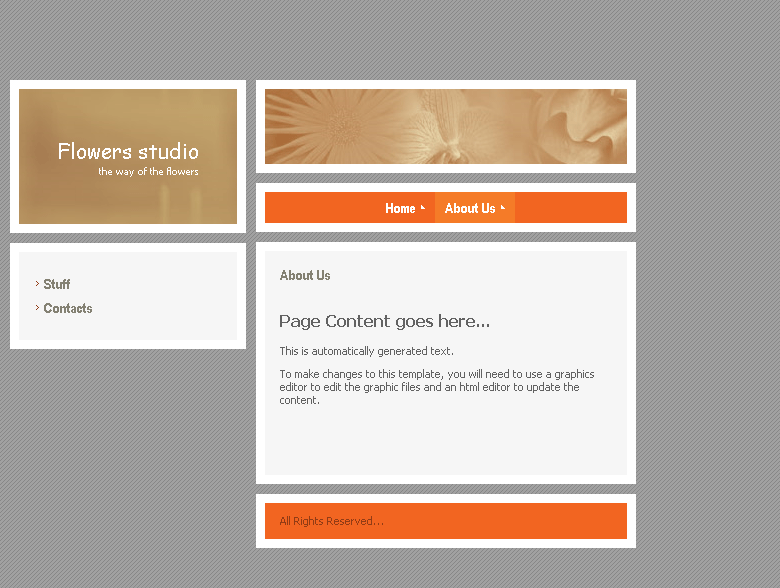 Flowers studio
the way of the flowers
Home
About Us
Stuff
Contacts
About Us
Page Content goes here...
This is automatically generated text.
To make changes to this template, you will need to use a graphics
editor to edit the graphic files and an html editor to update the
content.
All Rights Reserved...